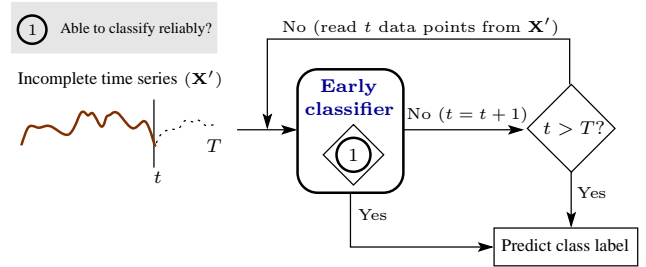 1 Able to classify reliably?
No (read t data points from X′)
Incomplete time series (X′)
T
t
Early
classifier
1
No (t = t + 1)
t > T?
Yes
Yes
Predict class label